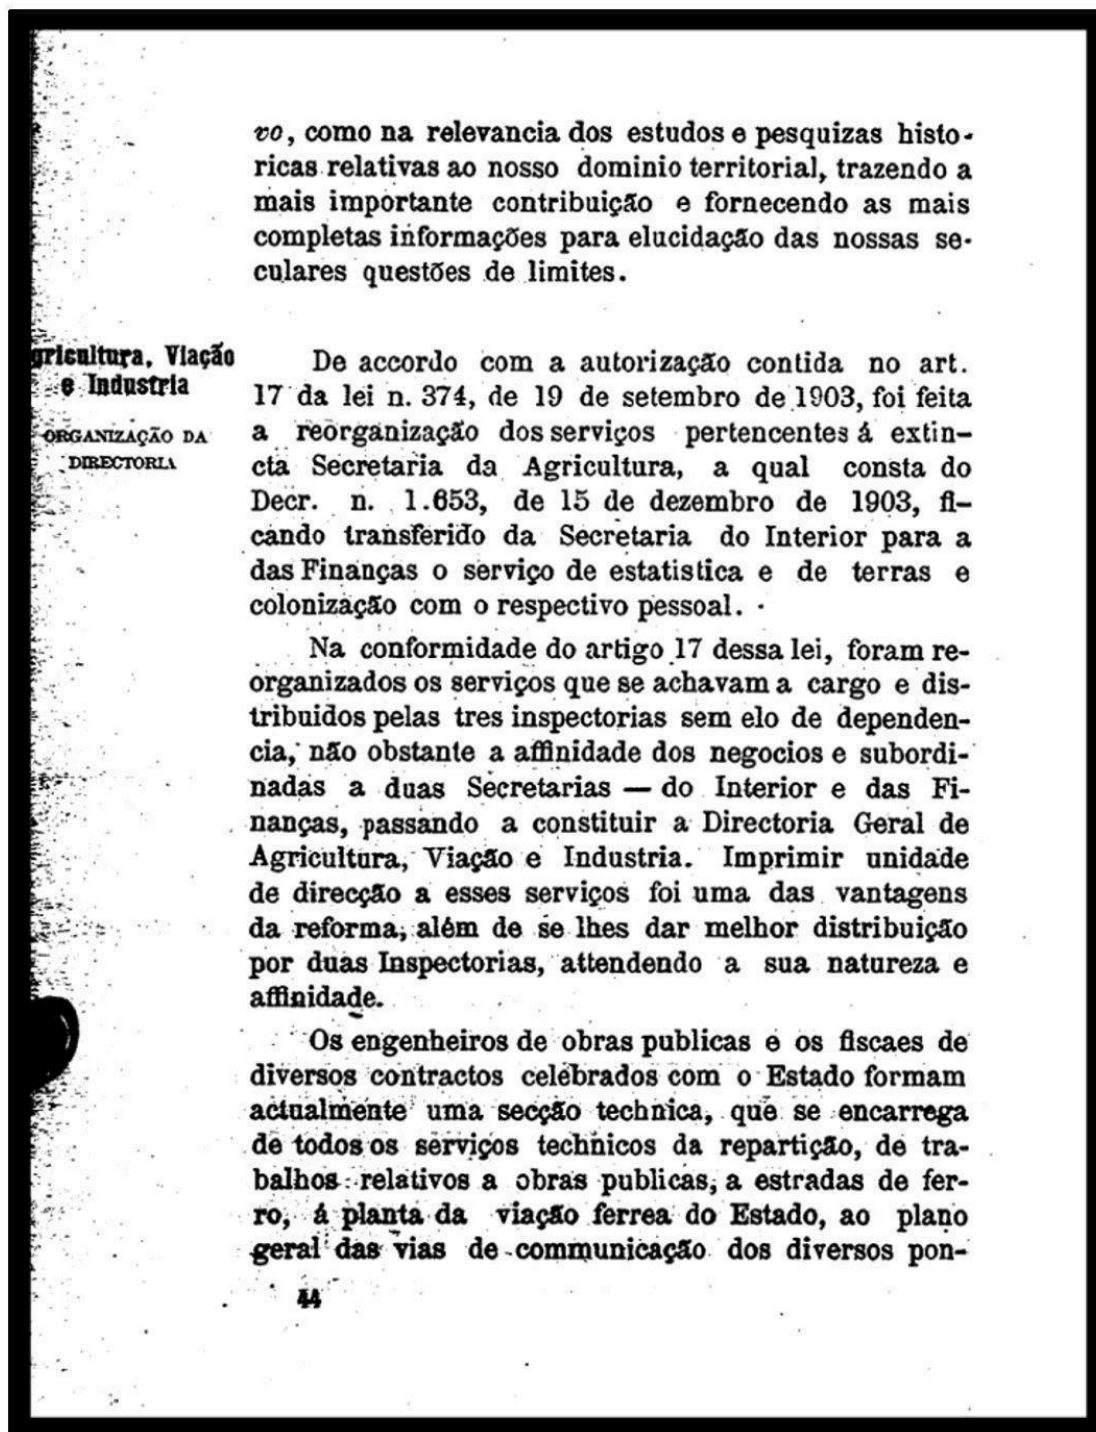 vo, como na relevancia dos estudos e pesquizas histo-
ricas relativas ao nosso dominio territorial, trazendo a
mais importante contribuição e fornecendo as mais
completas informações para elucidação das nossas se-
culares questões de limites.
gricultura, Viação
e Industria
ORGANIZAÇÃO DA
DIRECTORIA
De accordo com a autorização contida no art.
17 da lei n. 374, de 19 de setembro de 1903, foi feita
a reorganização dos serviços pertencentes á extin-
cta Secretaria da Agricultura, a qual consta do
Decr. n. 1.653, de 15 de dezembro de 1903, fi-
cando transferido da Secretaria do Interior para a
das Finanças o serviço de estatistica e de terras e
colonização com o respectivo pessoal.
Na conformidade do artigo 17 dessa lei, foram re-
organizados os serviços que se achavam a cargo e dis-
tribuidos pelas tres inspectorias sem elo de dependen-
cia, não obstante a affinidade dos negocios e subordi-
nadas a duas Secretarias — do Interior e das Fi-
nanças, passando a constituir a Directoria Geral de
Agricultura, Viação e Industria. Imprimir unidade
de direcção a esses serviços foi uma das vantagens
da reforma, além de se lhes dar melhor distribuição
por duas Inspectorias, attendendo a sua natureza e
affinidade.
Os engenheiros de obras publicas e os fiscaes de
diversos contractos celebrados com o Estado formam
actualmente uma secção technica, que se encarrega
de todos os serviços technicos da repartição, de tra-
balhos relativos a obras publicas, a estradas de fer-
ro, á planta da viação ferrea do Estado, ao plano
geral das vias de communicação dos diversos pon-
44